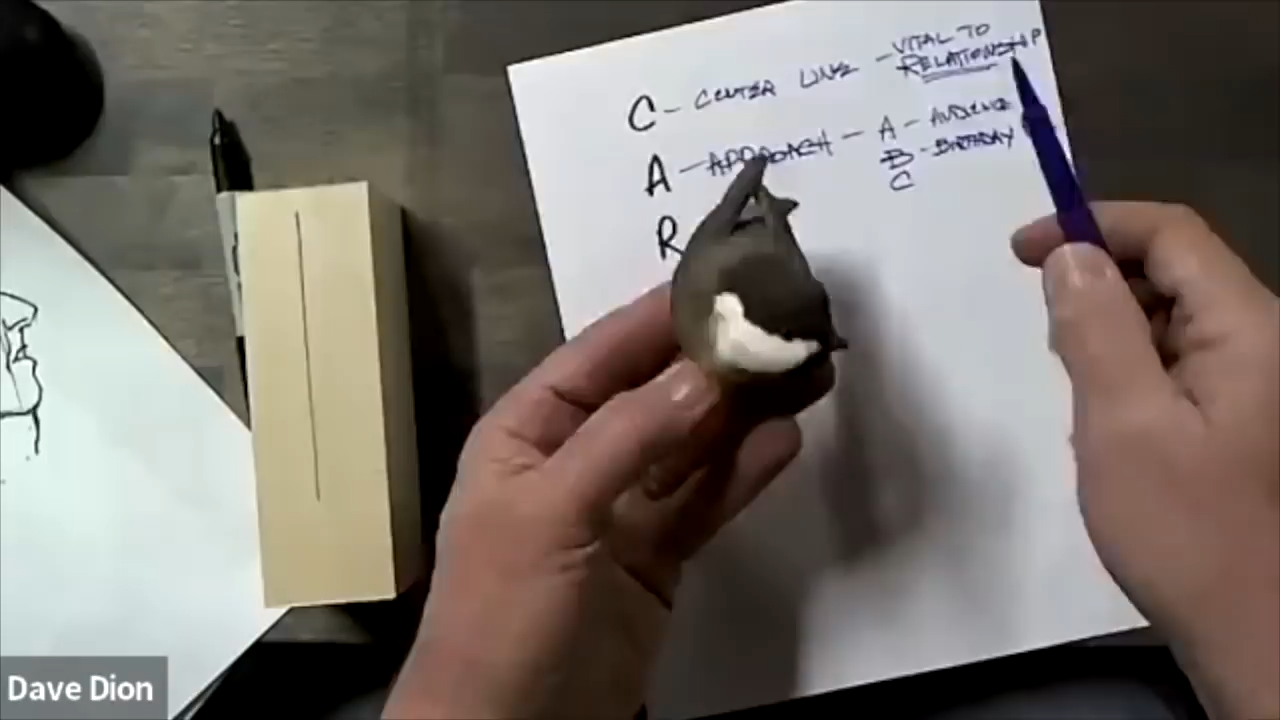 C - CENTER LINE - VITAL TO
RELATIONSHIP
A - APPROACH - A - AUDIENCE
B - BIRTHDAY
C
R
Dave Dion